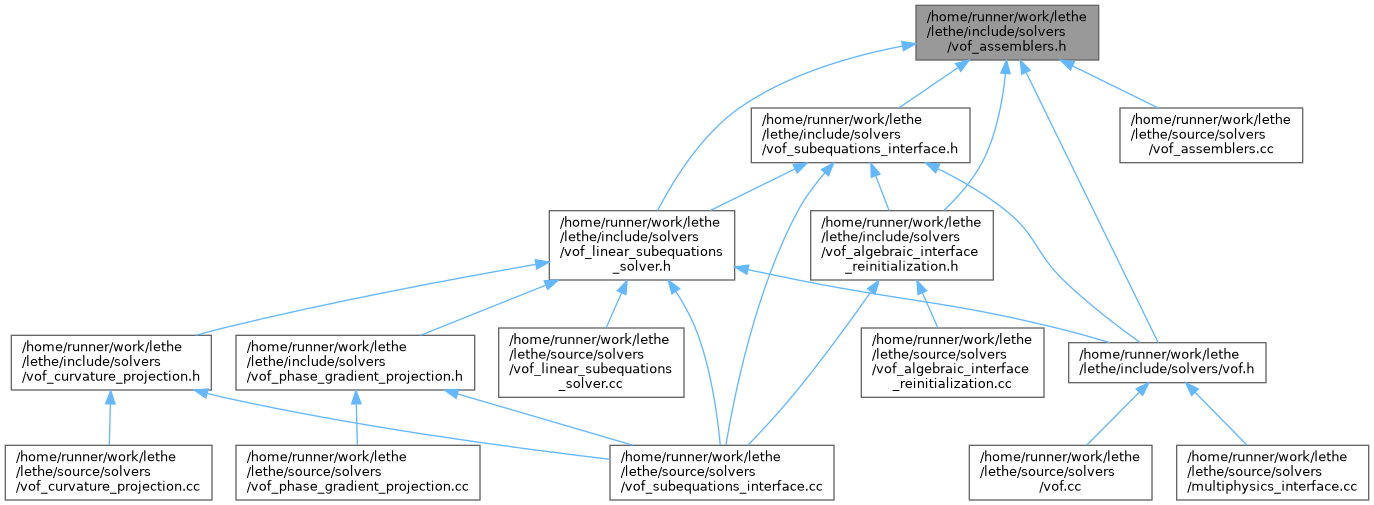 /home/runner/work/lethe
/lethe/include/solvers
/vof_assemblers.h
/home/runner/work/lethe
/lethe/include/solvers
/vof_subequations_interface.h
/home/runner/work/lethe
/lethe/source/solvers
/vof_assemblers.cc
/home/runner/work/lethe
/lethe/include/solvers
/vof_linear_subequations
_solver.h
/home/runner/work/lethe
/lethe/include/solvers
/vof_algebraic_interface
_reinitialization.h
/home/runner/work/lethe
/lethe/include/solvers
/vof_curvature_projection.h
/home/runner/work/lethe
/lethe/include/solvers
/vof_phase_gradient_projection.h
/home/runner/work/lethe
/lethe/source/solvers
/vof_linear_subequations
_solver.cc
/home/runner/work/lethe
/lethe/source/solvers
/vof_algebraic_interface
_reinitialization.cc
/home/runner/work/lethe
/lethe/include/solvers/vof.h
/home/runner/work/lethe
/lethe/source/solvers
/vof_curvature_projection.cc
/home/runner/work/lethe
/lethe/source/solvers
/vof_phase_gradient_projection.cc
/home/runner/work/lethe
/lethe/source/solvers
/vof_subequations_interface.cc
/home/runner/work/lethe
/lethe/source/solvers
/vof.cc
/home/runner/work/lethe
/lethe/source/solvers
/multiphysics_interface.cc